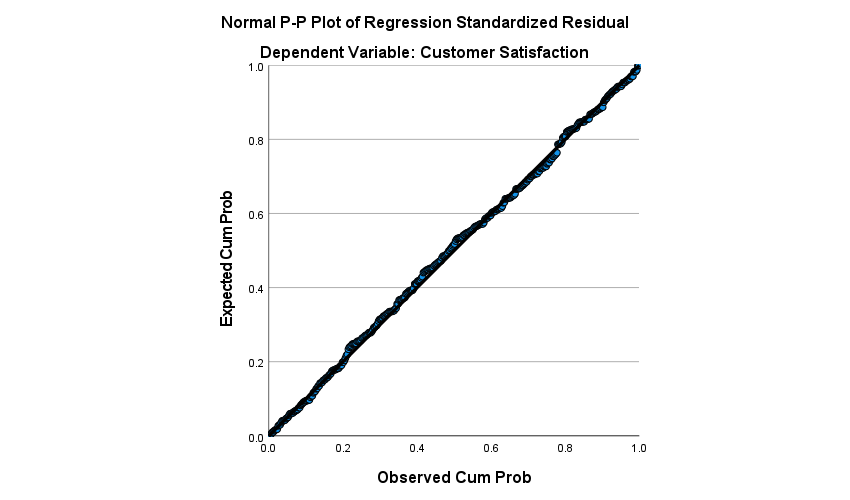 Normal P-P Plot of Regression Standardized Residual
Dependent Variable: Customer Satisfaction
1.0
0.8
0.6
0.4
0.2
0.0
Expected Cum Prob
0.0 0.2 0.4 0.6 0.8 1.0
Observed Cum Prob